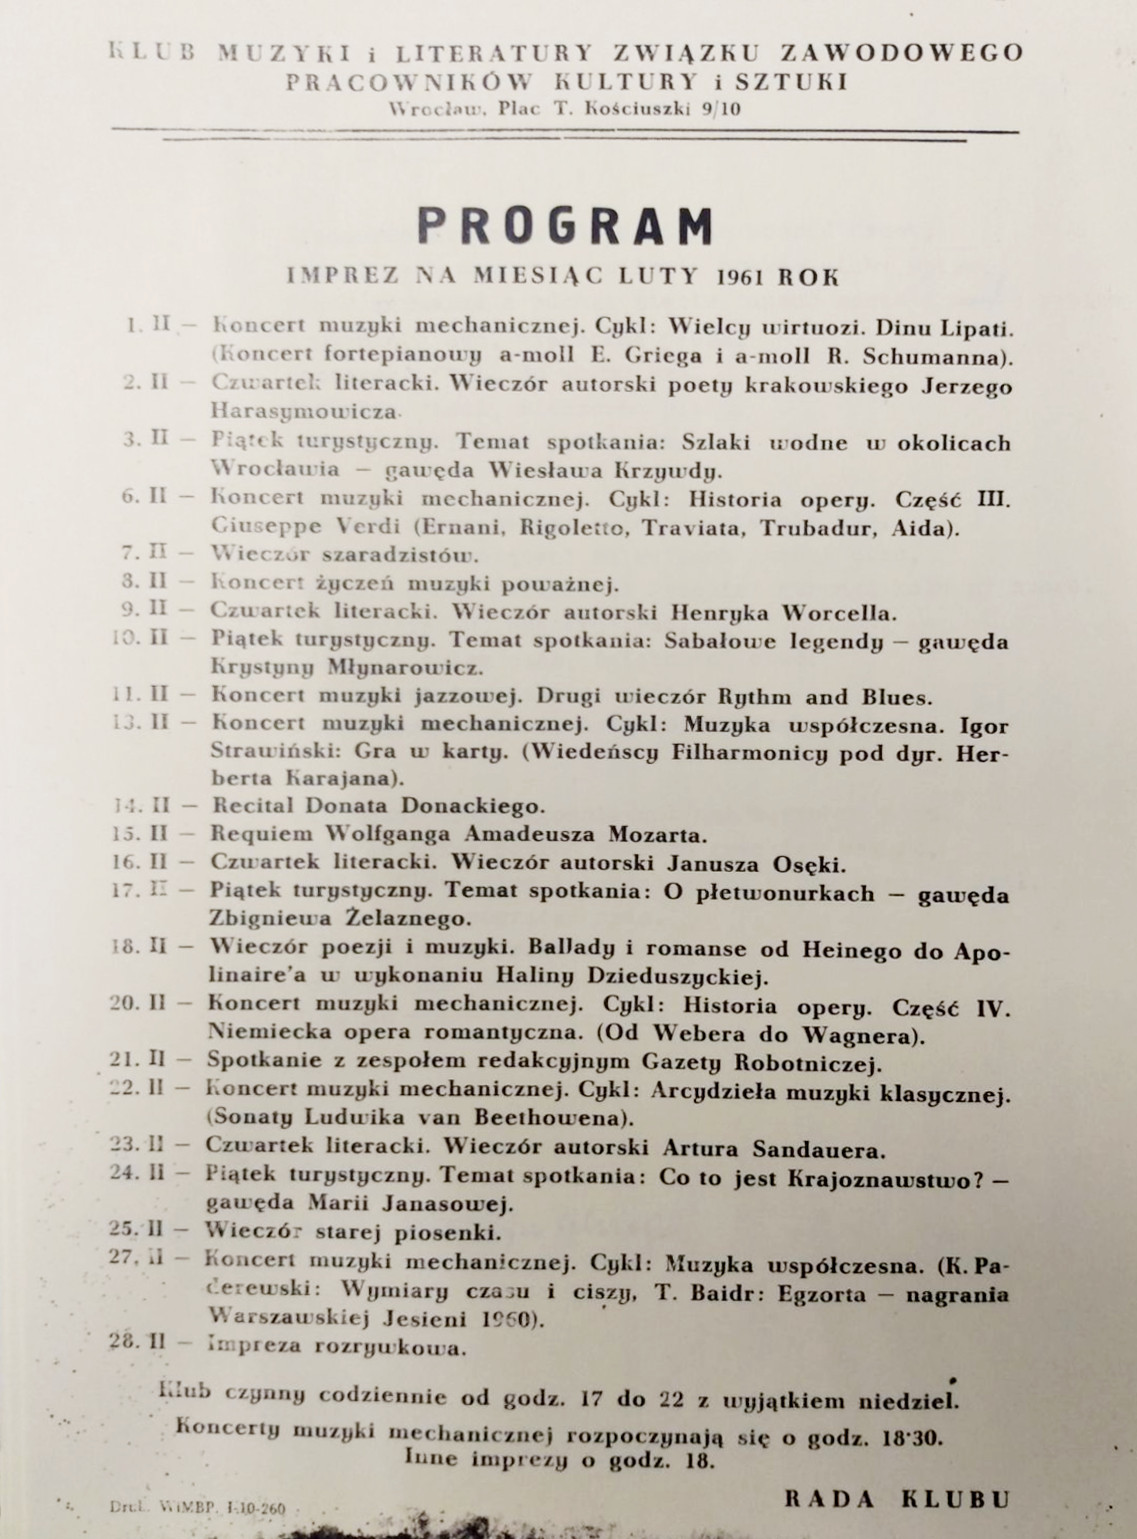 KLUB MUZYKI i LITERATURY ZWIĄZKU ZAWODOWEGO
PRACOWNIKÓW KULTURY i SZTUKI
Wrocław, Plac T. Kościuszki 9/10
PROGRAM
IMPREZ NA MIESIĄC LUTY 1961 ROK
1. II — Koncert muzyki mechanicznej. Cykl: Wielcy wirtuozi. Dinu Lipati.
(Koncert fortepianowy a-moll E. Griega i a-moll R. Schumanna).
2. II — Czwartek literacki. Wieczór autorski poety krakowskiego Jerzego
Harasymowicza.
3. II — Piątek turystyczny. Temat spotkania: Szlaki wodne w okolicach
Wrocławia — gawęda Wiesława Krzywdy.
6. II — Koncert muzyki mechanicznej. Cykl: Historia opery. Część III.
Giuseppe Verdi (Ernani, Rigoletto, Traviata, Trubadur, Aida).
7. II — Wieczór szaradzistów.
8. II — Koncert życzeń muzyki poważnej.
9. II — Czwartek literacki. Wieczór autorski Henryka Worcella.
10. II — Piątek turystyczny. Temat spotkania: Sabałowe legendy — gawęda
Krystyny Młynarowicz.
11. II — Koncert muzyki jazzowej. Drugi wieczór Rythm and Blues.
13. II — Koncert muzyki mechanicznej. Cykl: Muzyka współczesna. Igor
Strawiński: Gra w karty. (Wiedeńscy Filharmonicy pod dyr. Her-
berta Karajana).
14. II — Recital Donata Donackiego.
15. II — Requiem Wolfganga Amadeusza Mozarta.
16. II — Czwartek literacki. Wieczór autorski Janusza Osęki.
17. II — Piątek turystyczny. Temat spotkania: O płetwonurkach — gawęda
Zbigniewa Żelaznego.
18. II — Wieczór poezji i muzyki. Ballady i romanse od Heinego do Apo-
linaire'a w wykonaniu Haliny Dzieduszyckiej.
20. II — Koncert muzyki mechanicznej. Cykl: Historia opery. Część IV.
Niemiecka opera romantyczna. (Od Webera do Wagnera).
21. II — Spotkanie z zespołem redakcyjnym Gazety Robotniczej.
22. II — Koncert muzyki mechanicznej. Cykl: Arcydzieła muzyki klasycznej.
(Sonaty Ludwika van Beethowena).
23. II — Czwartek literacki. Wieczór autorski Artura Sandauera.
24. II — Piątek turystyczny. Temat spotkania: Co to jest Krajoznawstwo? —
gawęda Marii Janasowej.
25. II — Wieczór starej piosenki.
27. II — Koncert muzyki mechanicznej. Cykl: Muzyka współczesna. (K. Pa-
derewski: Wymiary czasu i ciszy, T. Baidr: Egzorta — nagrania
Warszawskiej Jesieni 1960).
28. II — Impreza rozrywkowa.
Klub czynny codziennie od godz. 17 do 22 z wyjątkiem niedziel.
Koncerty muzyki mechanicznej rozpoczynają się o godz. 18·30.
Inne imprezy o godz. 18.
RADA KLUBU
Druk. WiMBP. I-10-260